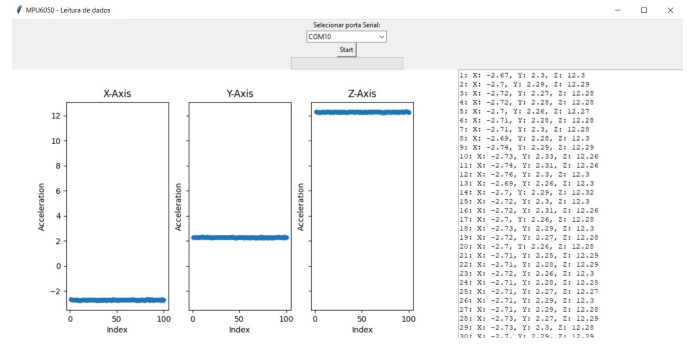 MPU6050 - Leitura de dados
Selecionar porta Serial:
COM10
Start
X-Axis
Y-Axis
Z-Axis
12
10
8
6
4
2
0
−2
Acceleration
Acceleration
Acceleration
0 50 100
0 50 100
0 50 100
Index
Index
Index
1: X: -2.67, Y: 2.3, Z: 12.3
2: X: -2.7, Y: 2.29, Z: 12.29
3: X: -2.72, Y: 2.27, Z: 12.28
4: X: -2.72, Y: 2.28, Z: 12.28
5: X: -2.7, Y: 2.26, Z: 12.27
6: X: -2.71, Y: 2.28, Z: 12.28
7: X: -2.71, Y: 2.3, Z: 12.28
8: X: -2.69, Y: 2.28, Z: 12.3
9: X: -2.74, Y: 2.29, Z: 12.29
10: X: -2.73, Y: 2.33, Z: 12.26
11: X: -2.74, Y: 2.31, Z: 12.26
12: X: -2.76, Y: 2.3, Z: 12.3
13: X: -2.69, Y: 2.26, Z: 12.3
14: X: -2.7, Y: 2.29, Z: 12.32
15: X: -2.72, Y: 2.3, Z: 12.3
16: X: -2.72, Y: 2.31, Z: 12.26
17: X: -2.7, Y: 2.26, Z: 12.28
18: X: -2.73, Y: 2.29, Z: 12.3
19: X: -2.72, Y: 2.27, Z: 12.28
20: X: -2.7, Y: 2.26, Z: 12.28
21: X: -2.71, Y: 2.25, Z: 12.29
22: X: -2.71, Y: 2.28, Z: 12.29
23: X: -2.72, Y: 2.26, Z: 12.3
24: X: -2.71, Y: 2.28, Z: 12.28
25: X: -2.71, Y: 2.27, Z: 12.27
26: X: -2.71, Y: 2.29, Z: 12.3
27: X: -2.71, Y: 2.29, Z: 12.28
28: X: -2.73, Y: 2.27, Z: 12.29
29: X: -2.73, Y: 2.3, Z: 12.28
30: X: -2.7, Y: 2.29, Z: 12.29